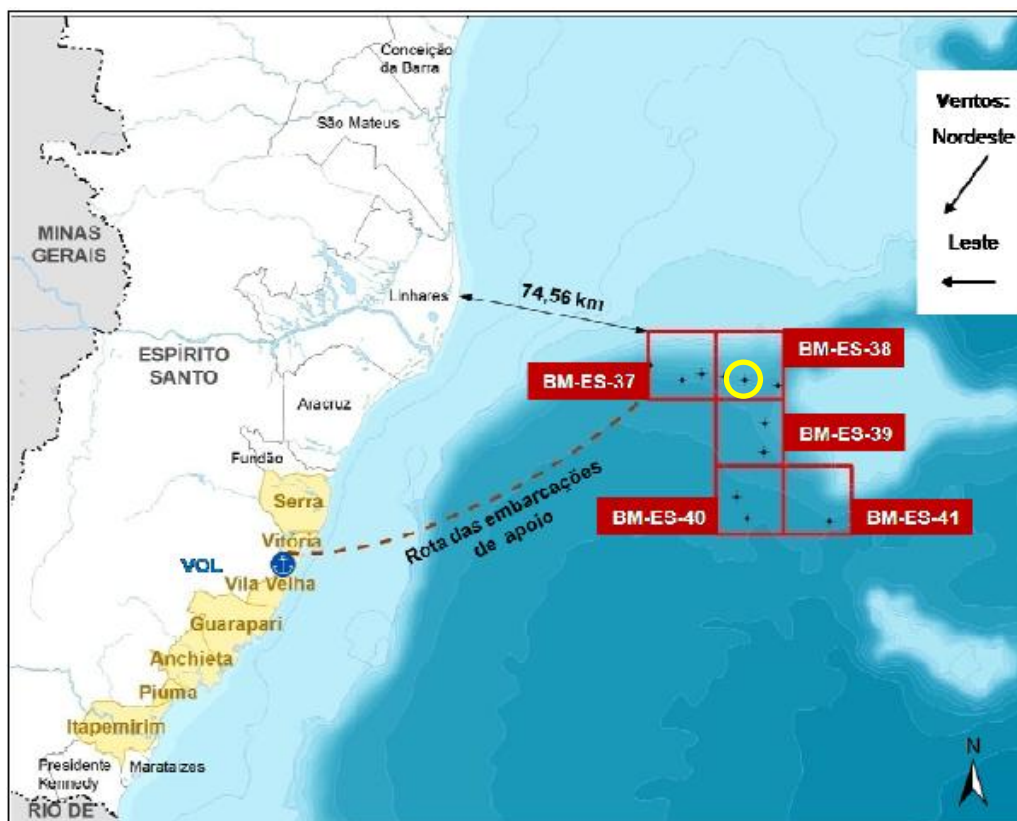 Conceição
da Barra
São Mateus
Ventos:
Nordeste
Leste
MINAS
GERAIS
Linhares
74,56 km
ESPÍRITO
SANTO
BM-ES-38
BM-ES-37
Aracruz
BM-ES-39
Fundão
Serra
Rota das embarcações
de apoio
BM-ES-40
BM-ES-41
Vitória
VOL
Vila Velha
Guarapari
Anchieta
Piuma
Itapemirim
Presidente
Kennedy
Marataizes
RIO DE
N